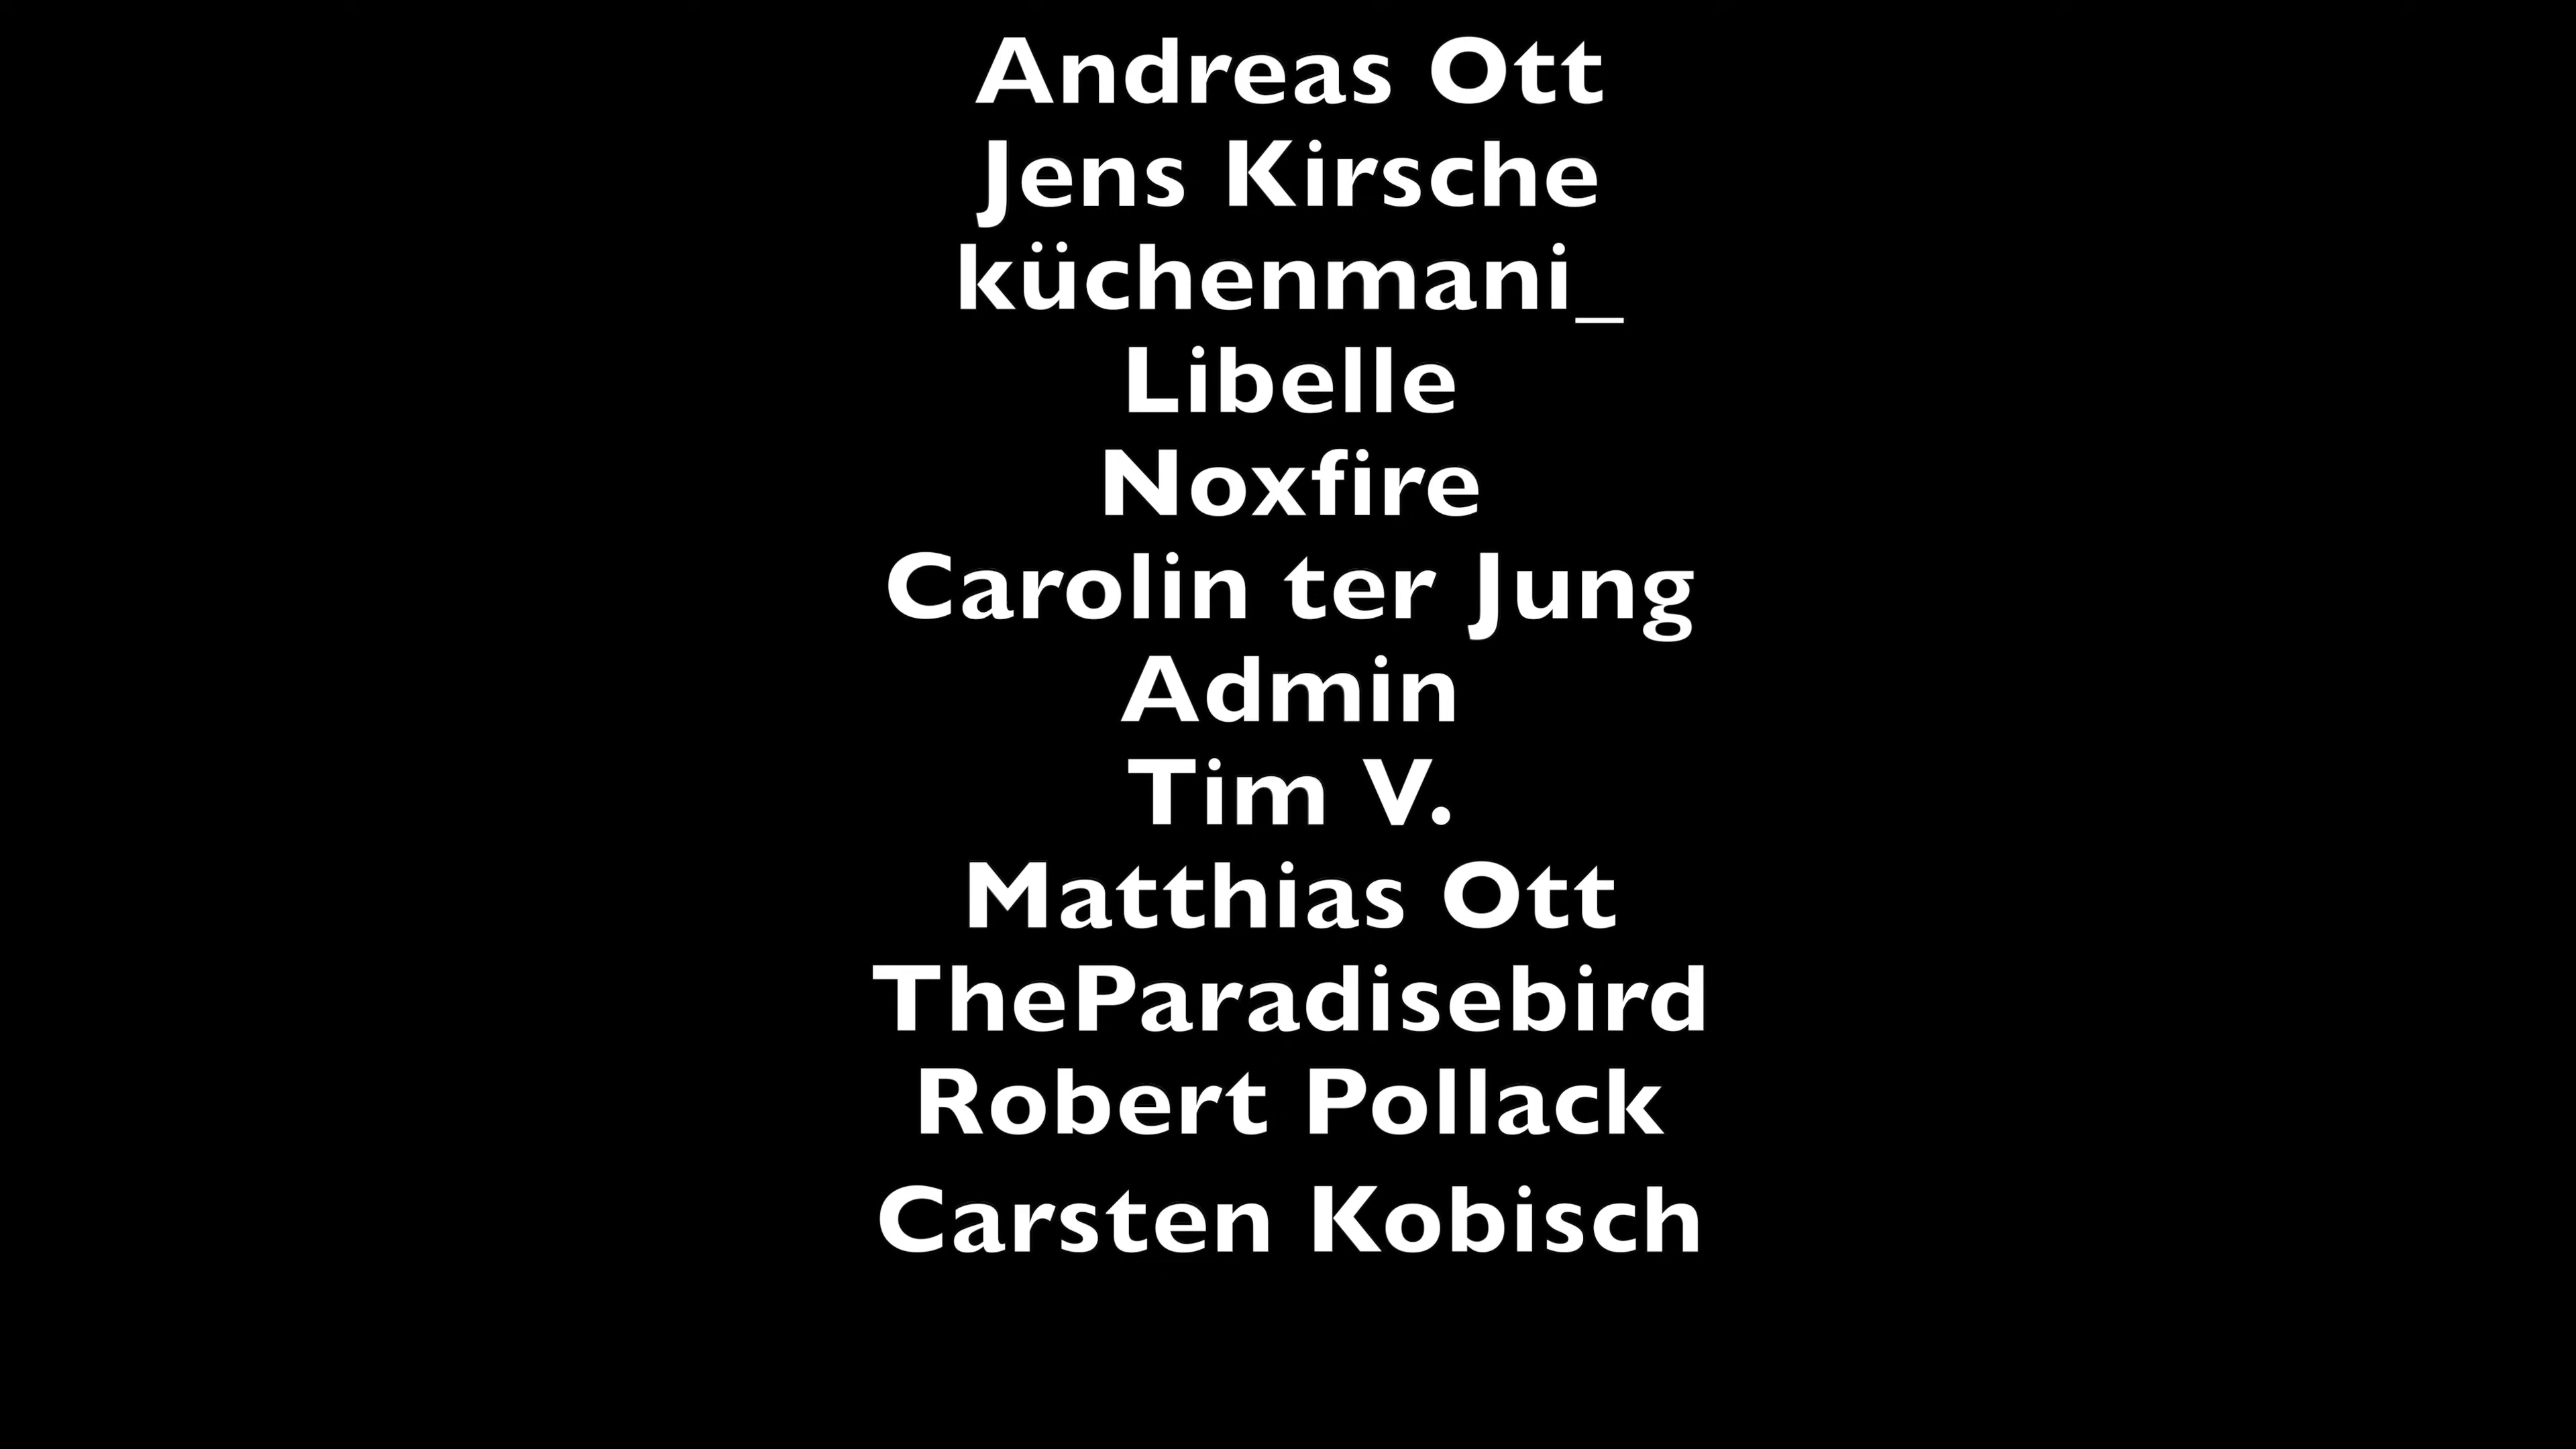 Andreas Ott
Jens Kirsche
küchenmani_
Libelle
Noxfire
Carolin ter Jung
Admin
Tim V.
Matthias Ott
TheParadisebird
Robert Pollack
Carsten Kobisch